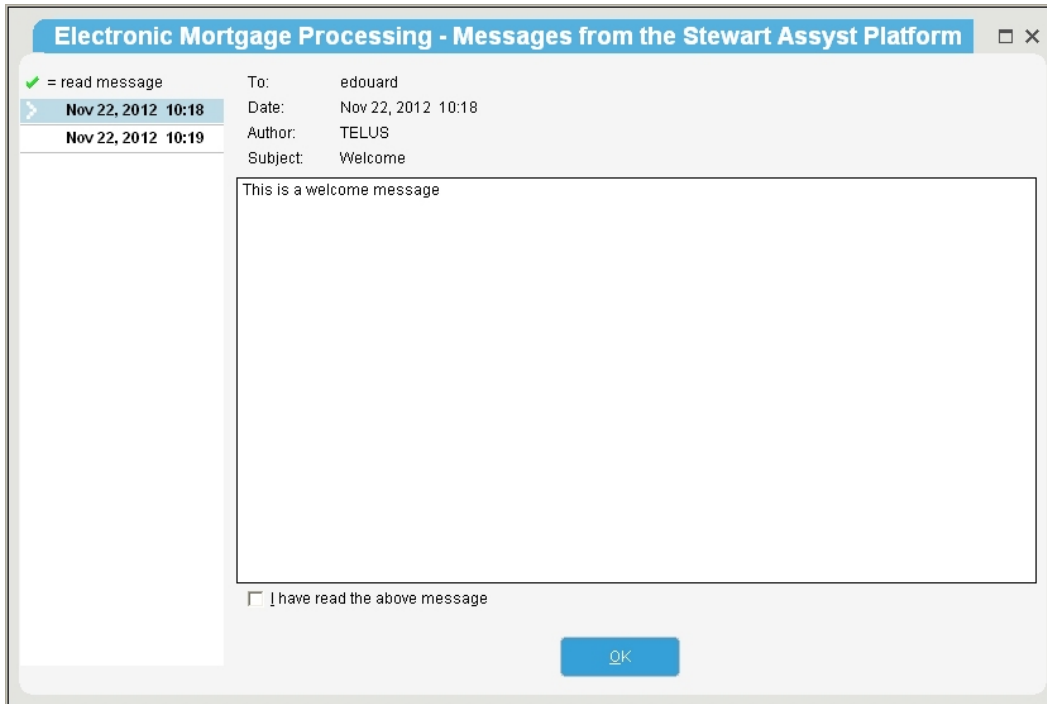 Electronic Mortgage Processing - Messages from the Stewart Assyst Platform
= read message
Nov 22, 2012 10:18
Nov 22, 2012 10:19
To: edouard
Date: Nov 22, 2012 10:18
Author: TELUS
Subject: Welcome
This is a welcome message
I have read the above message
OK